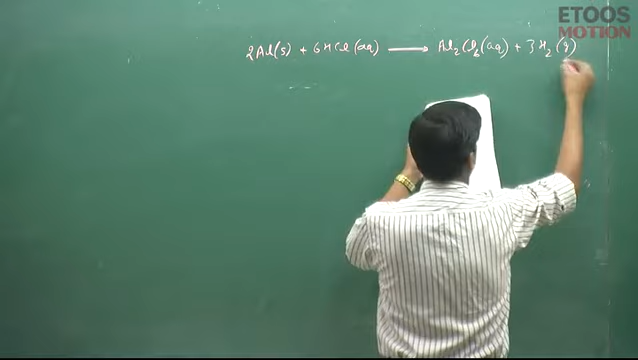 ETOOS
MOTION
2Al(s) + 6HCl(aq) ⟶ Al₂Cl₆(aq) + 3H₂(g)